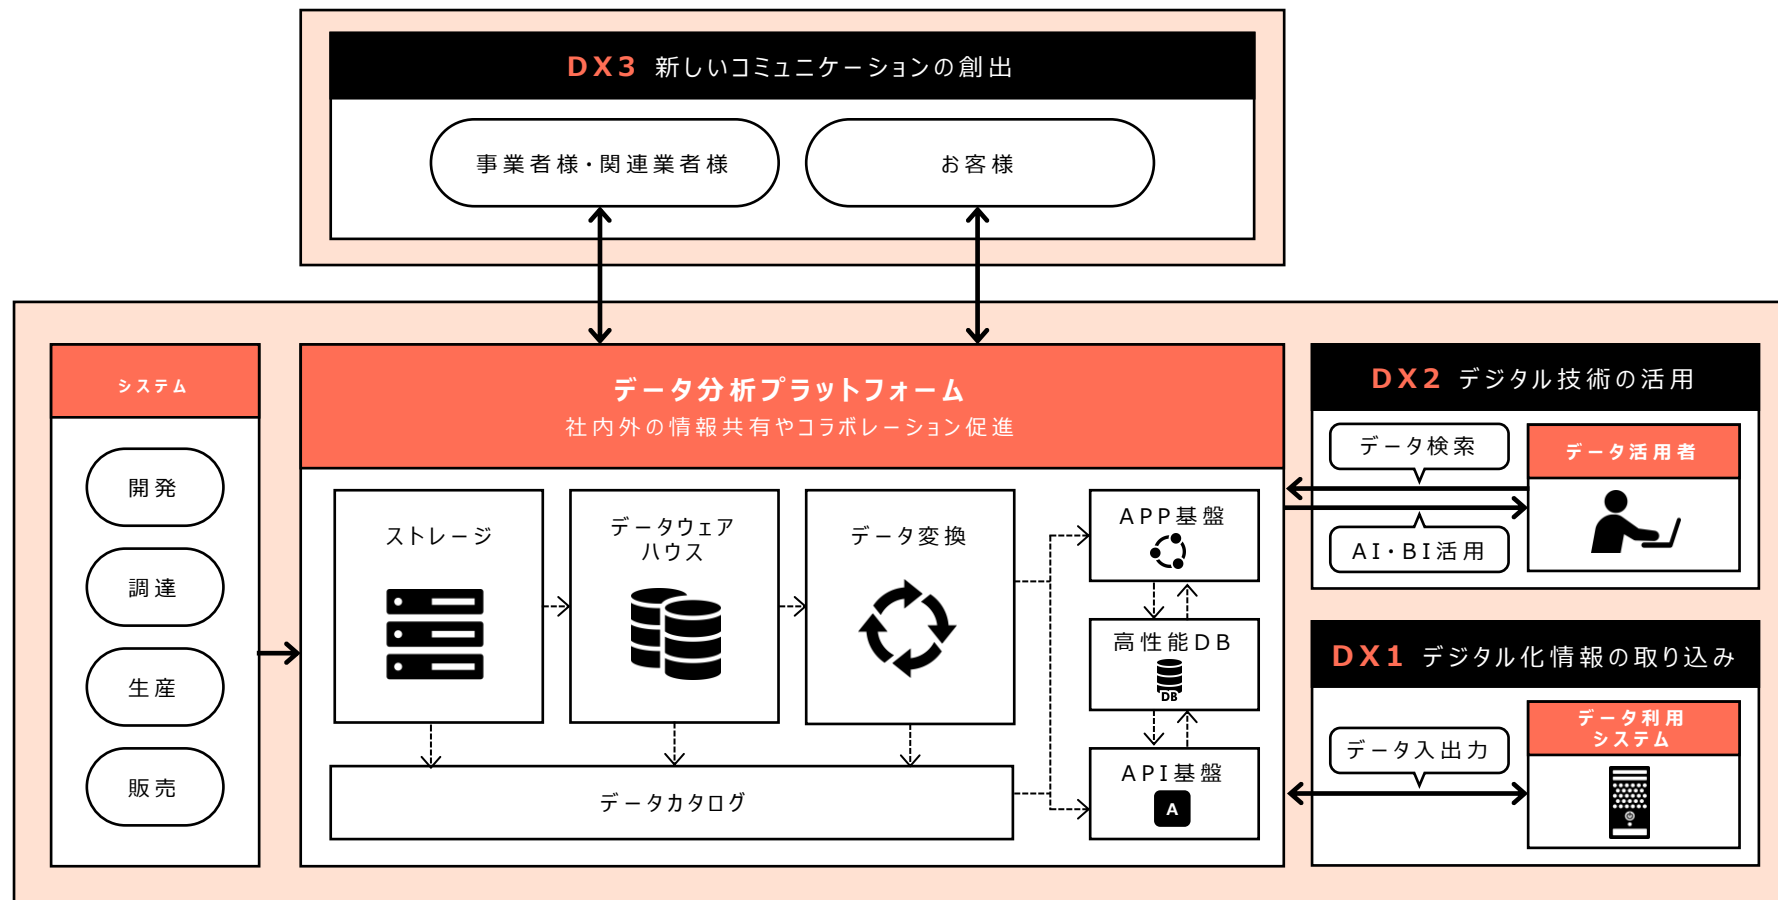 DX3 新しいコミュニケーションの創出
事業者様・関連業者様
お客様
システム
開発
調達
生産
販売
データ分析プラットフォーム
社内外の情報共有やコラボレーション促進
ストレージ
データウェア
ハウス
データ変換
データカタログ
APP基盤
高性能DB
DB
API基盤
A
DX2 デジタル技術の活用
データ検索
AI・BI活用
データ活用者
DX1 デジタル化情報の取り込み
データ入出力
データ利用
システム